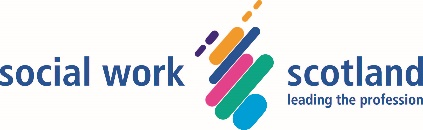 social work scotland
leading the profession